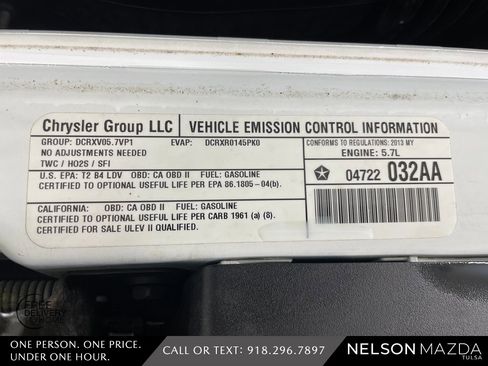 Chrysler Group LLC
VEHICLE EMISSION CONTROL INFORMATION
GROUP: DCRXV05.7VP1 EVAP: DCRXR0145PK0
NO ADJUSTMENTS NEEDED
TWC / HO2S / SFI
CONFORMS TO REGULATIONS: 2013 MY
ENGINE: 5.7L
04722 032AA
U.S. EPA: T2 B4 LDV OBD: CA OBD II FUEL: GASOLINE
CERTIFIED TO OPTIONAL USEFUL LIFE PER EPA 86.1805-04(b).
CALIFORNIA: OBD: CA OBD II FUEL: GASOLINE
CERTIFIED TO OPTIONAL USEFUL LIFE PER CARB 1961 (a) (8).
CERTIFIED FOR SALE ULEV II QUALIFIED.
FREE
DELIVERY
ONE PERSON. ONE PRICE.
UNDER ONE HOUR.
CALL OR TEXT: 918.296.7897
NELSON MAZDA
TULSA